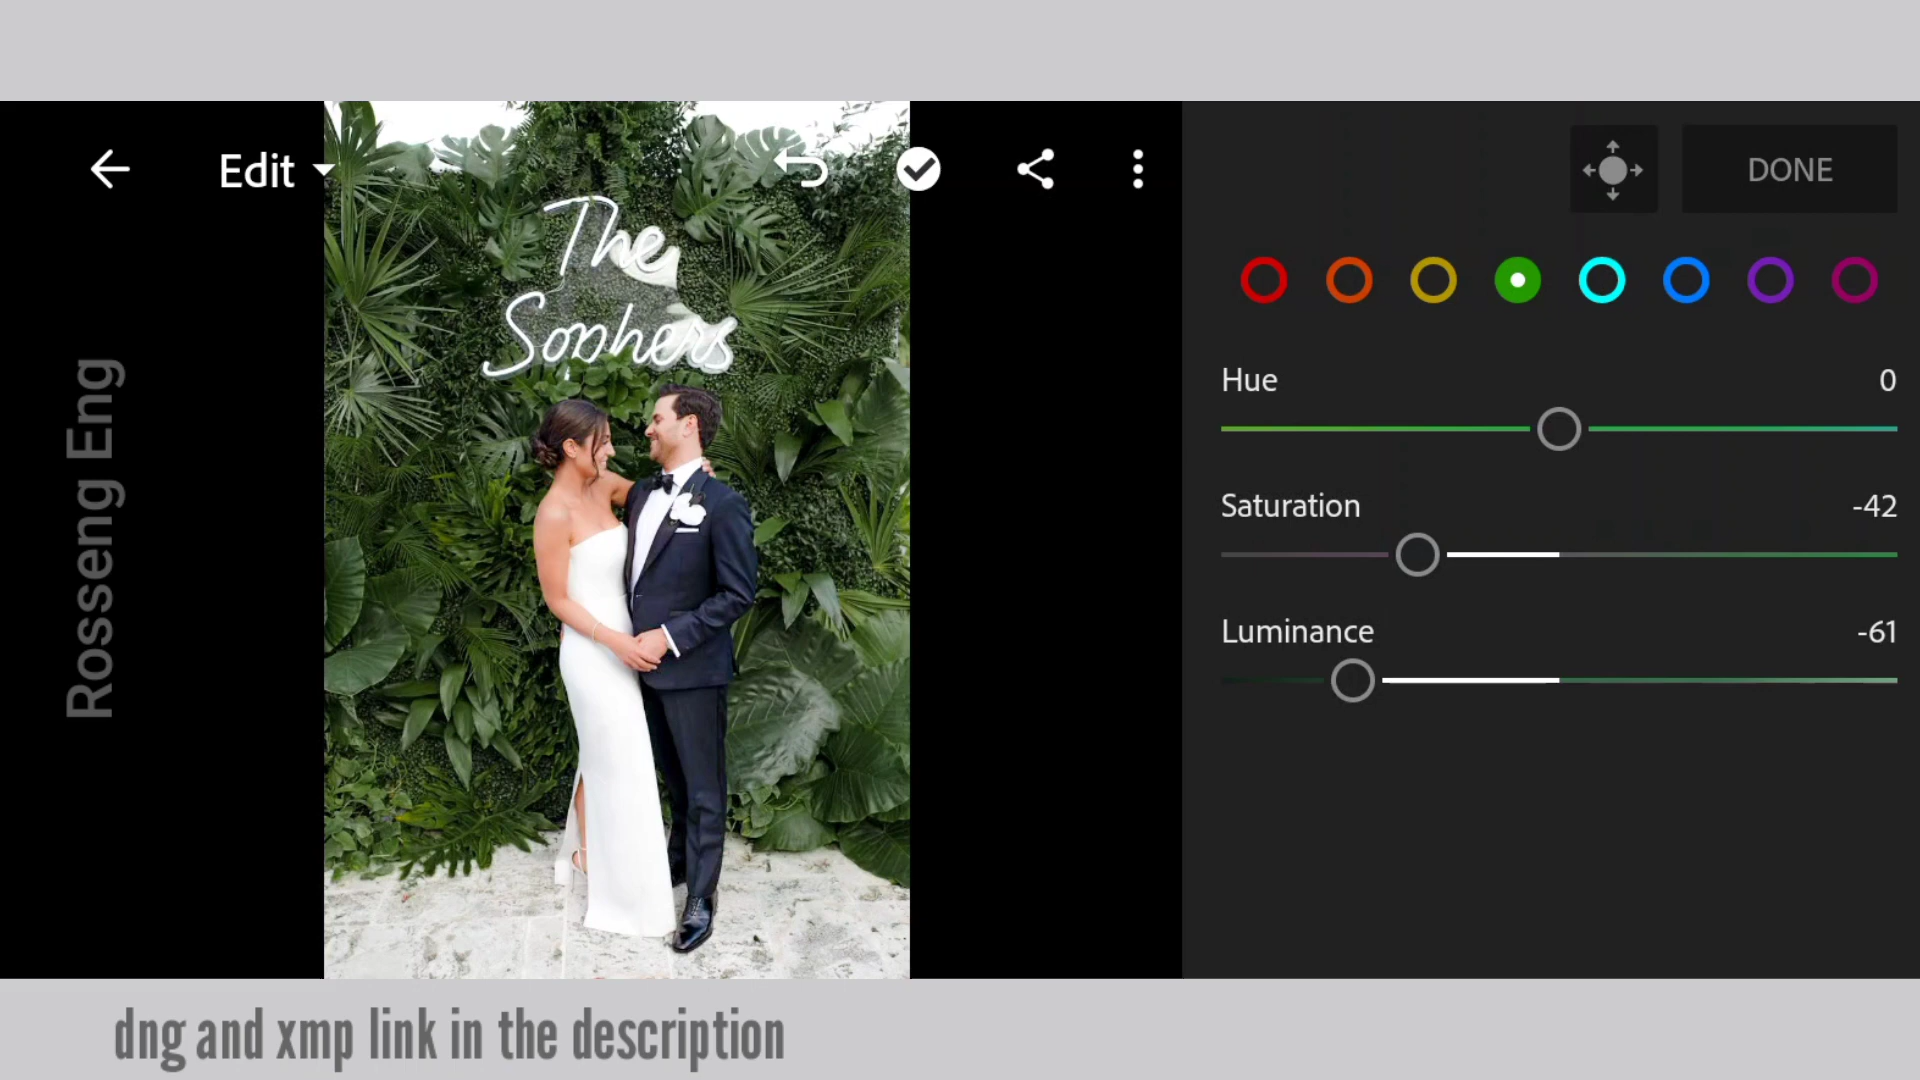 Edit
DONE
The
Sophers
Hue 0
Saturation -42
Luminance -61
Rosseng Eng
dng and xmp link in the description